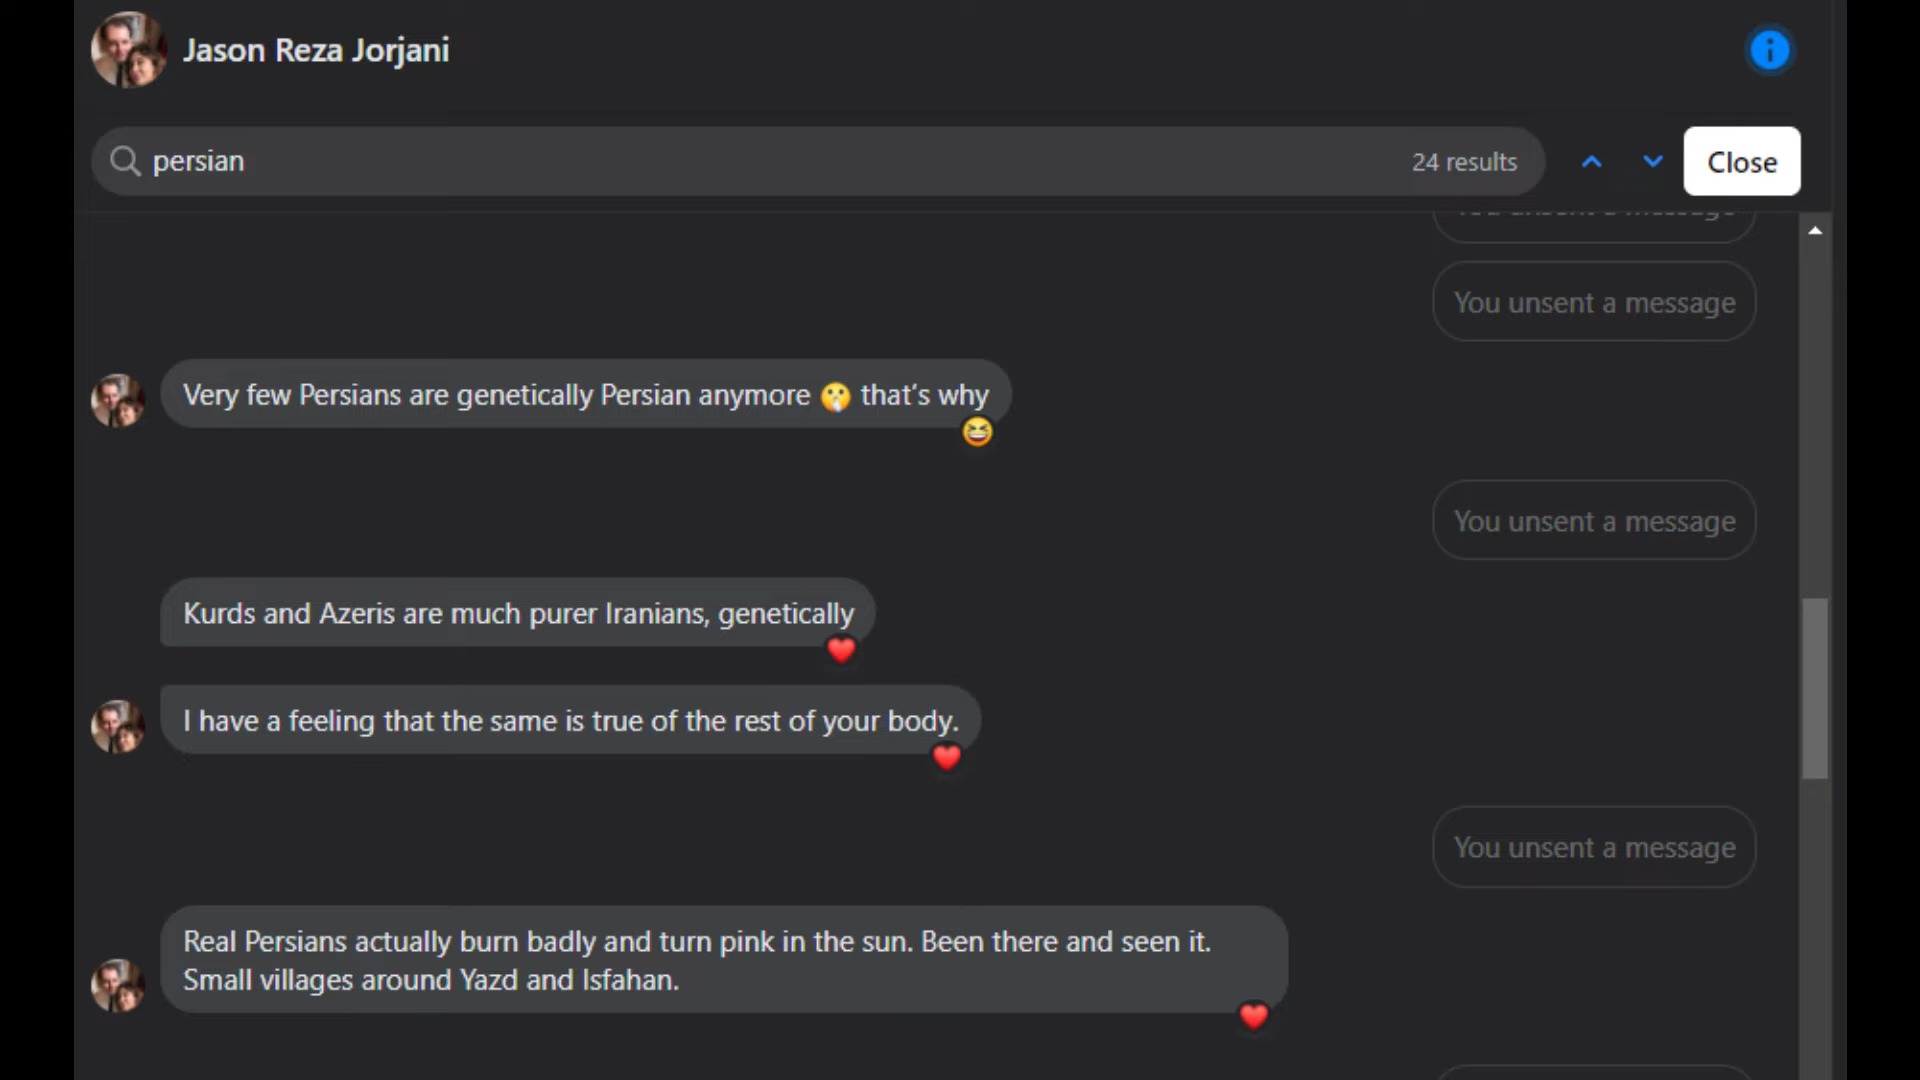 Jason Reza Jorjani
persian
24 results
Close
You unsent a message
Very few Persians are genetically Persian anymore 🤫 that's why
You unsent a message
Kurds and Azeris are much purer Iranians, genetically
I have a feeling that the same is true of the rest of your body.
You unsent a message
Real Persians actually burn badly and turn pink in the sun. Been there and seen it.
Small villages around Yazd and Isfahan.